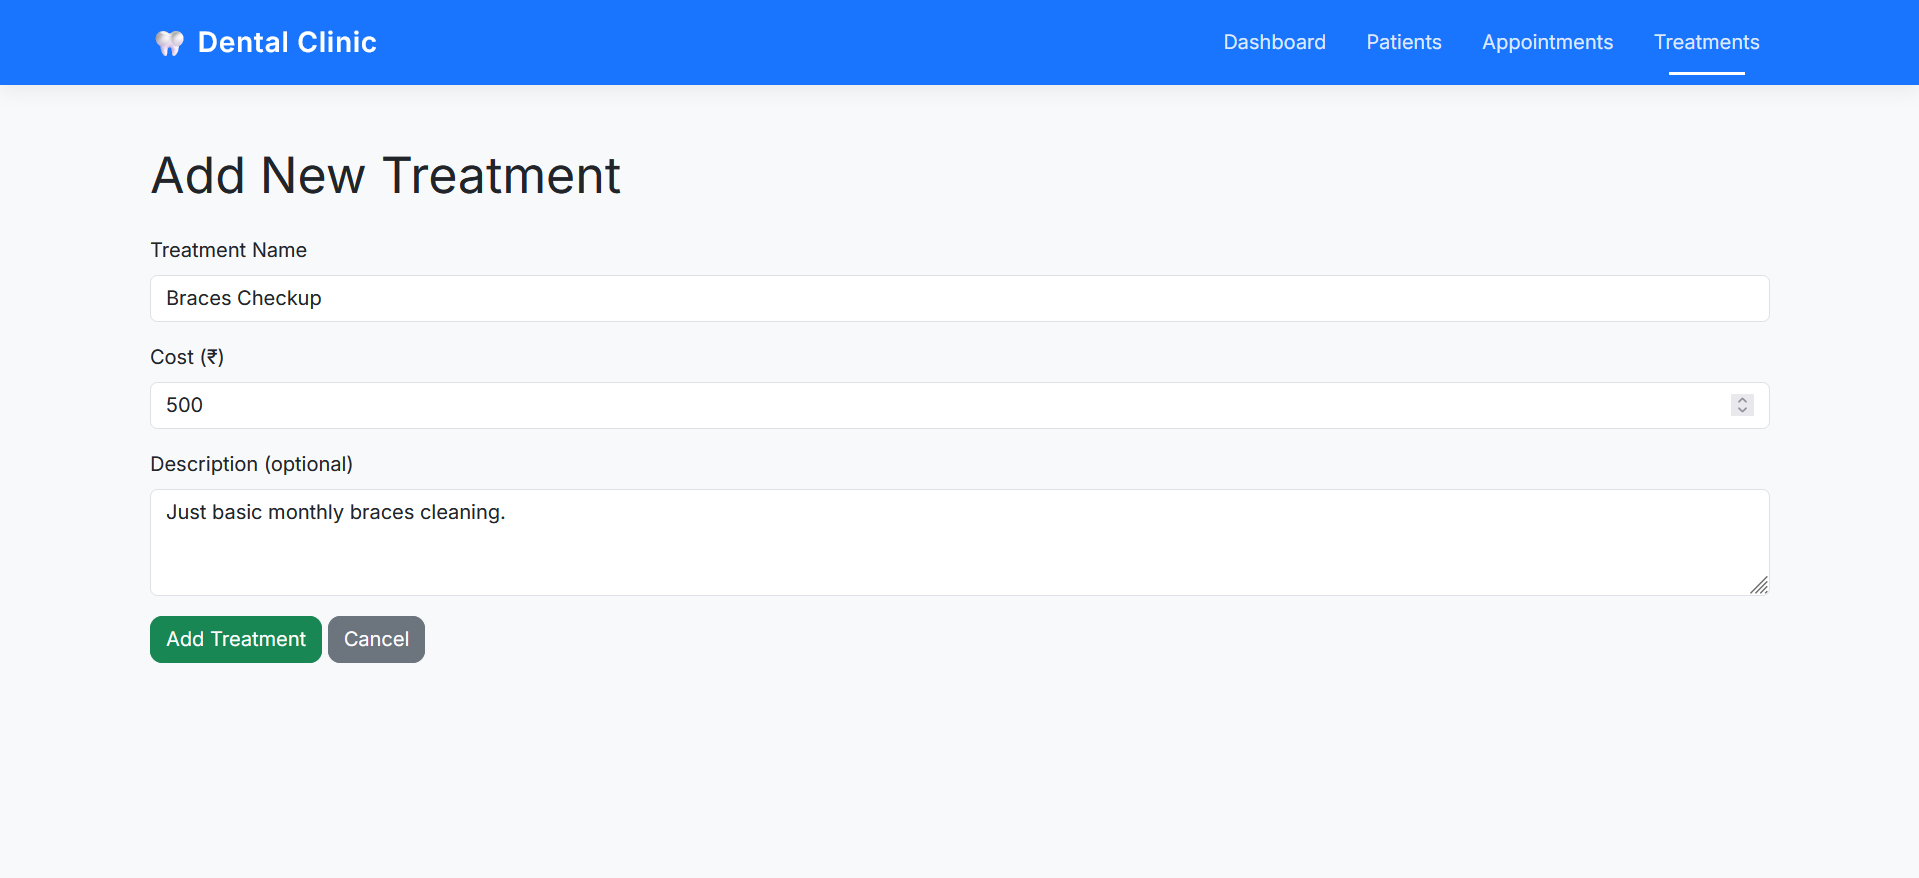 Dental Clinic
Dashboard Patients Appointments Treatments
Add New Treatment
Treatment Name
Braces Checkup
Cost (₹)
500
Description (optional)
Just basic monthly braces cleaning.
Add Treatment Cancel